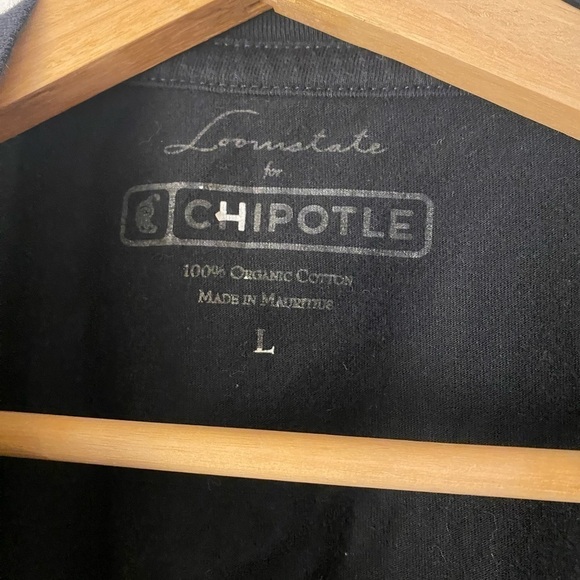 Loomstate
for
CHIPOTLE
100% ORGANIC COTTON
MADE IN MAURITIUS
L